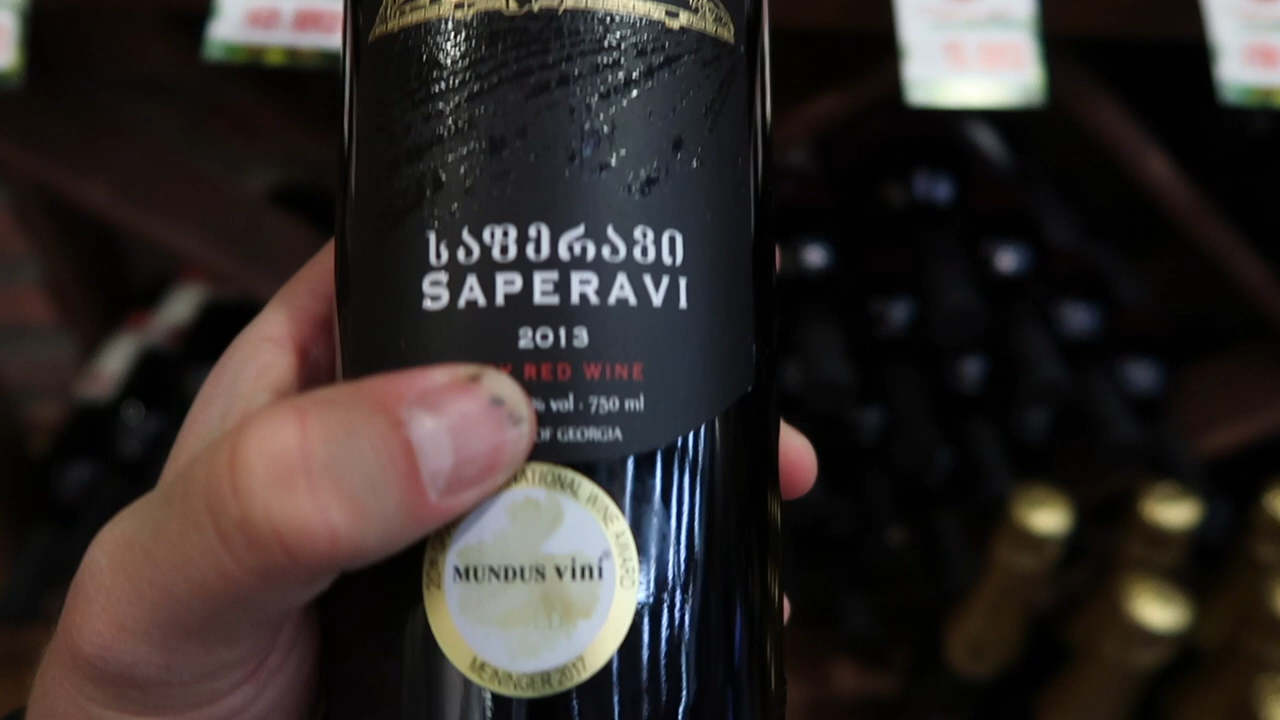 საფერავი
SAPERAVI
2013
RED WINE
% vol · 750 ml
OF GEORGIA
NATIONAL WINE AWARD
MUNDUS vini
MEININGER 2017